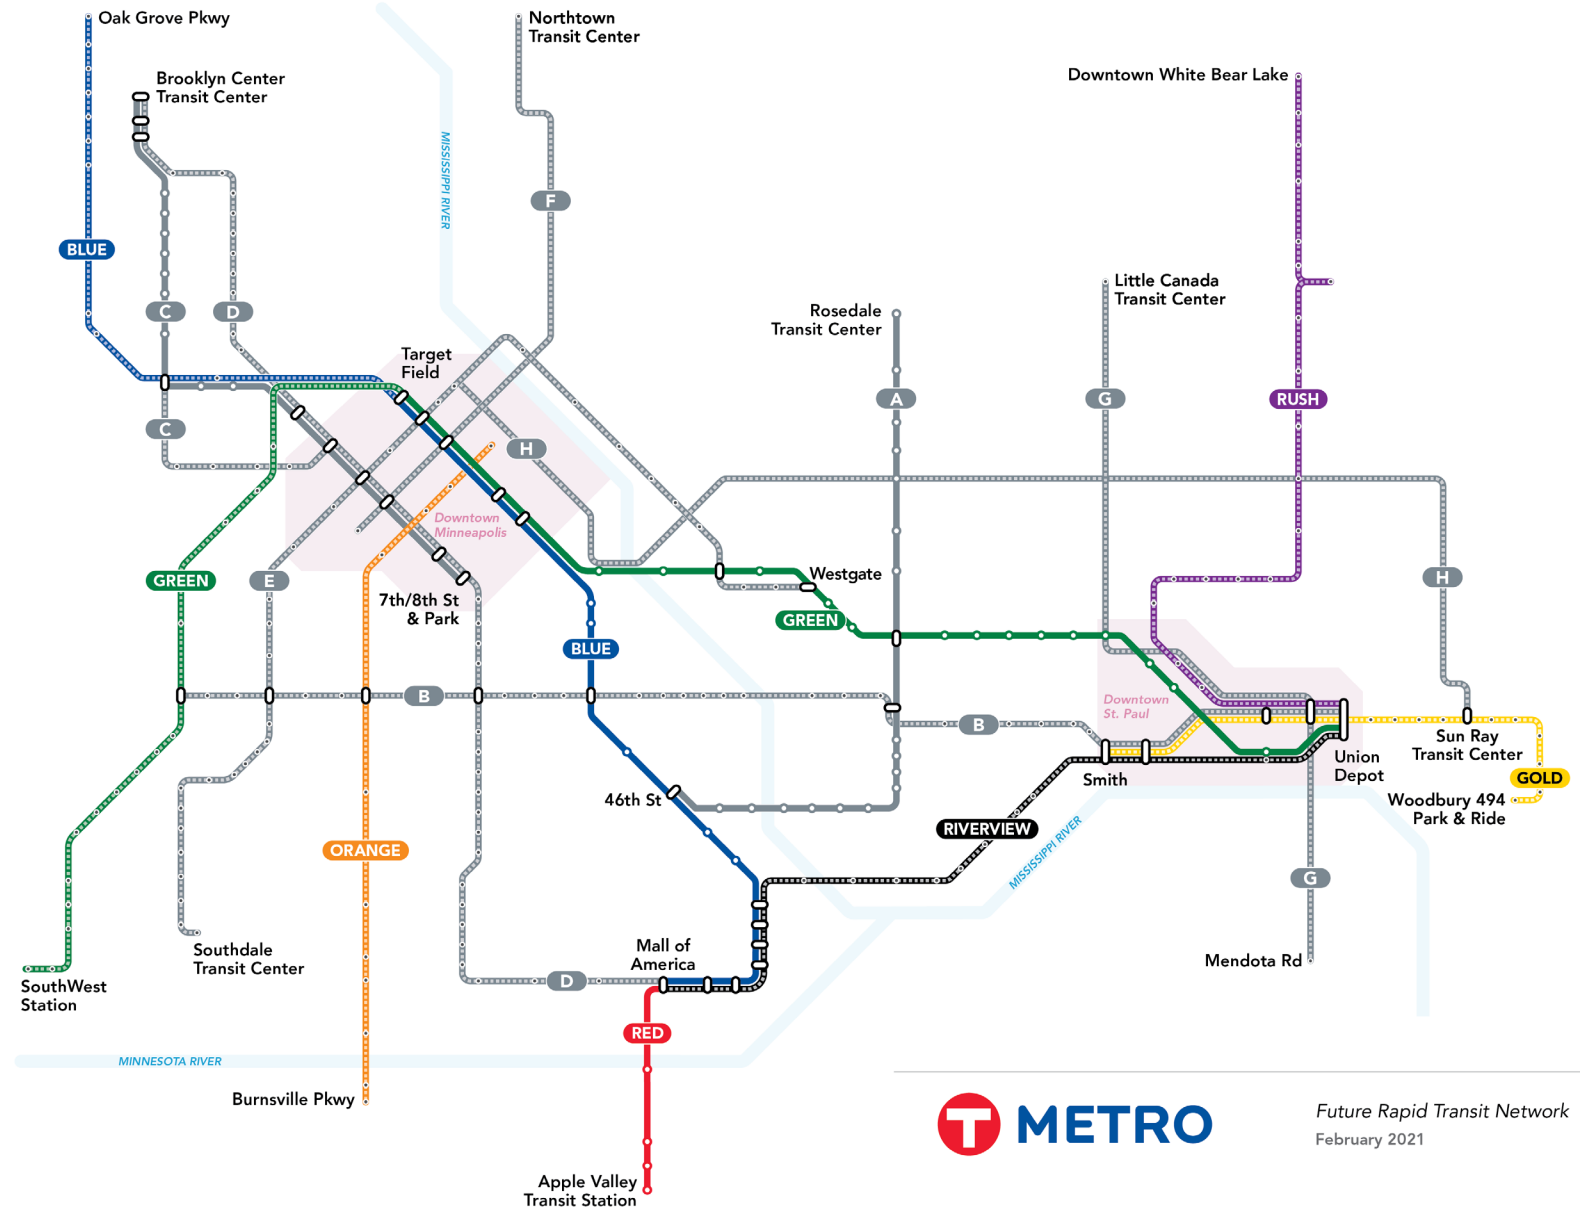 Oak Grove Pkwy
Northtown
Transit Center
Brooklyn Center
Transit Center
Downtown White Bear Lake
MISSISSIPPI RIVER
F
BLUE
Little Canada
Transit Center
Rosedale
Transit Center
C
D
Target
Field
A
G
RUSH
C
H
Downtown
Minneapolis
GREEN
E
Westgate
H
7th/8th St
& Park
GREEN
BLUE
B
Downtown
St. Paul
B
Sun Ray
Transit Center
Union
Depot
Smith
GOLD
46th St
Woodbury 494
Park & Ride
RIVERVIEW
ORANGE
MISSISSIPPI RIVER
G
Southdale
Transit Center
Mall of
America
Mendota Rd
D
SouthWest
Station
RED
MINNESOTA RIVER
Burnsville Pkwy
T METRO
Future Rapid Transit Network
February 2021
Apple Valley
Transit Station